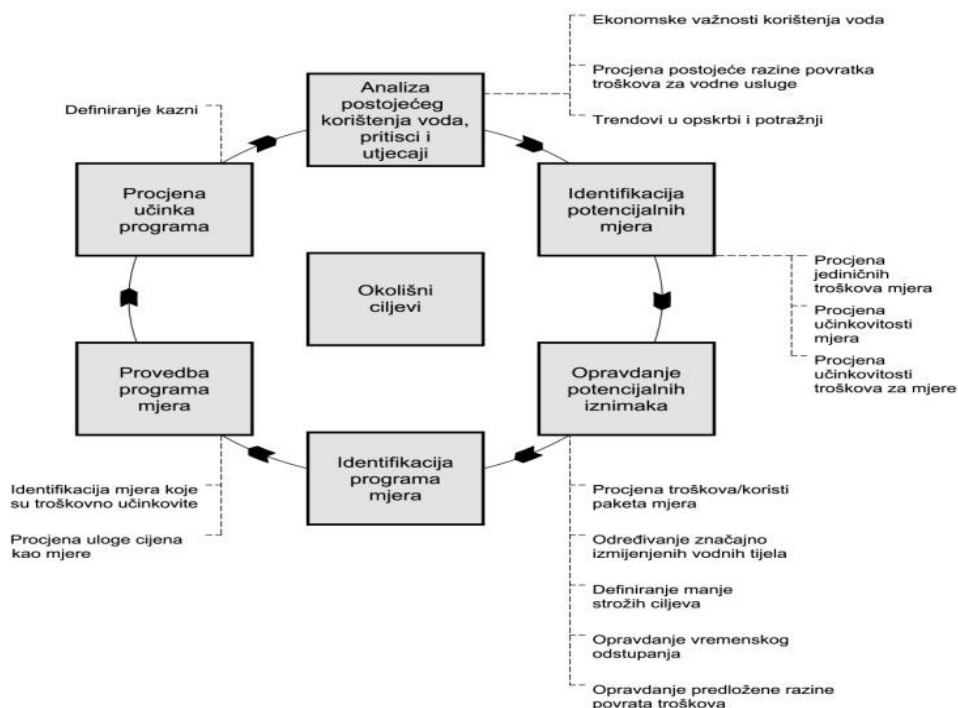 Ekonomske važnosti korištenja voda
Procjena postojeće razine povratka
troškova za vodne usluge
Trendovi u opskrbi i potražnji
Analiza
postojećeg
korištenja voda,
pritisci i
utjecaji
Definiranje kazni
Procjena
učinka
programa
Identifikacija
potencijalnih
mjera
Procjena
jediničnih
troškova mjera
Procjena
učinkovitosti
mjera
Procjena
učinkovitosti
troškova za mjere
Okolišni
ciljevi
Provedba
programa
mjera
Opravdanje
potencijalnih
iznimaka
Identifikacija
programa
mjera
Identifikacija mjera koje
su troškovno učinkovite
Procjena uloge cijena
kao mjere
Procjena troškova/koristi
paketa mjera
Određivanje značajno
izmijenjenih vodnih tijela
Definiranje manje
strožih ciljeva
Opravdanje vremenskog
odstupanja
Opravdanje predložene razine
povrata troškova